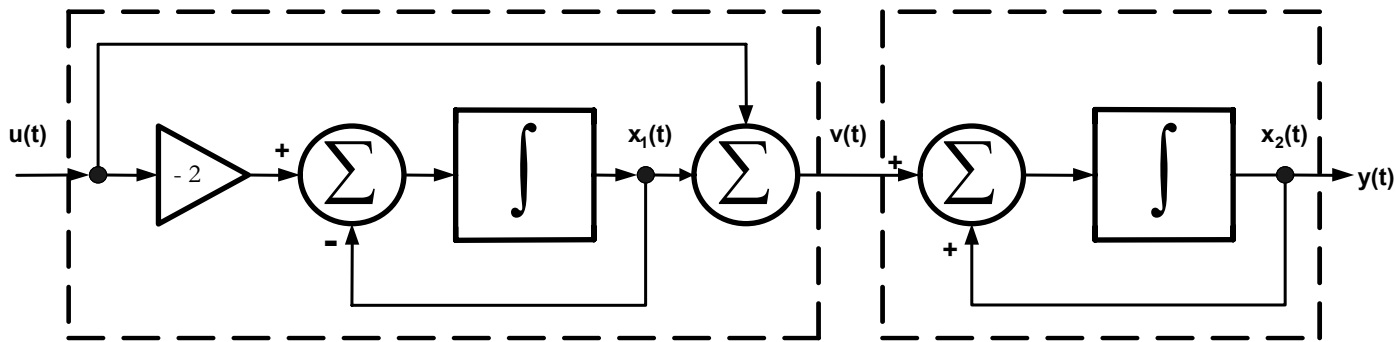 u(t)
- 2
+
Σ
-
∫
x₁(t)
Σ
v(t)
+
Σ
+
∫
x₂(t)
y(t)